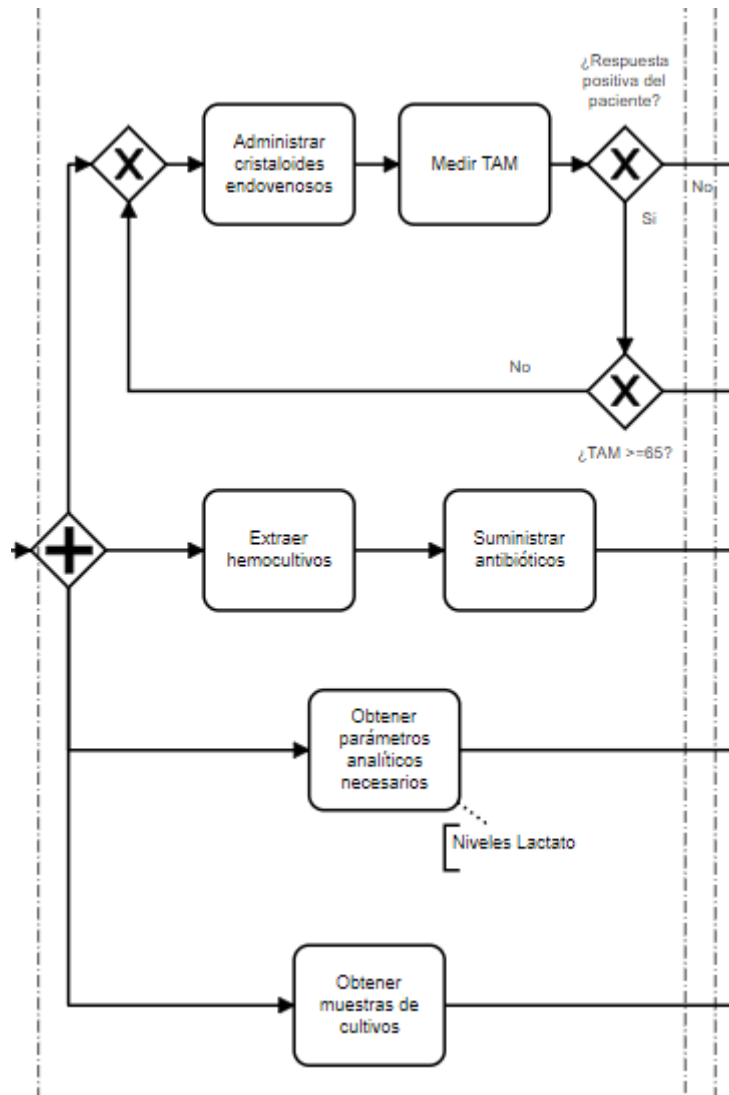 ¿Respuesta
positiva del
paciente?
Administrar
cristaloides
endovenosos
Medir TAM
No
Si
No
¿TAM >=65?
Extraer
hemocultivos
Suministrar
antibióticos
Obtener
parámetros
analíticos
necesarios
Niveles Lactato
Obtener
muestras de
cultivos